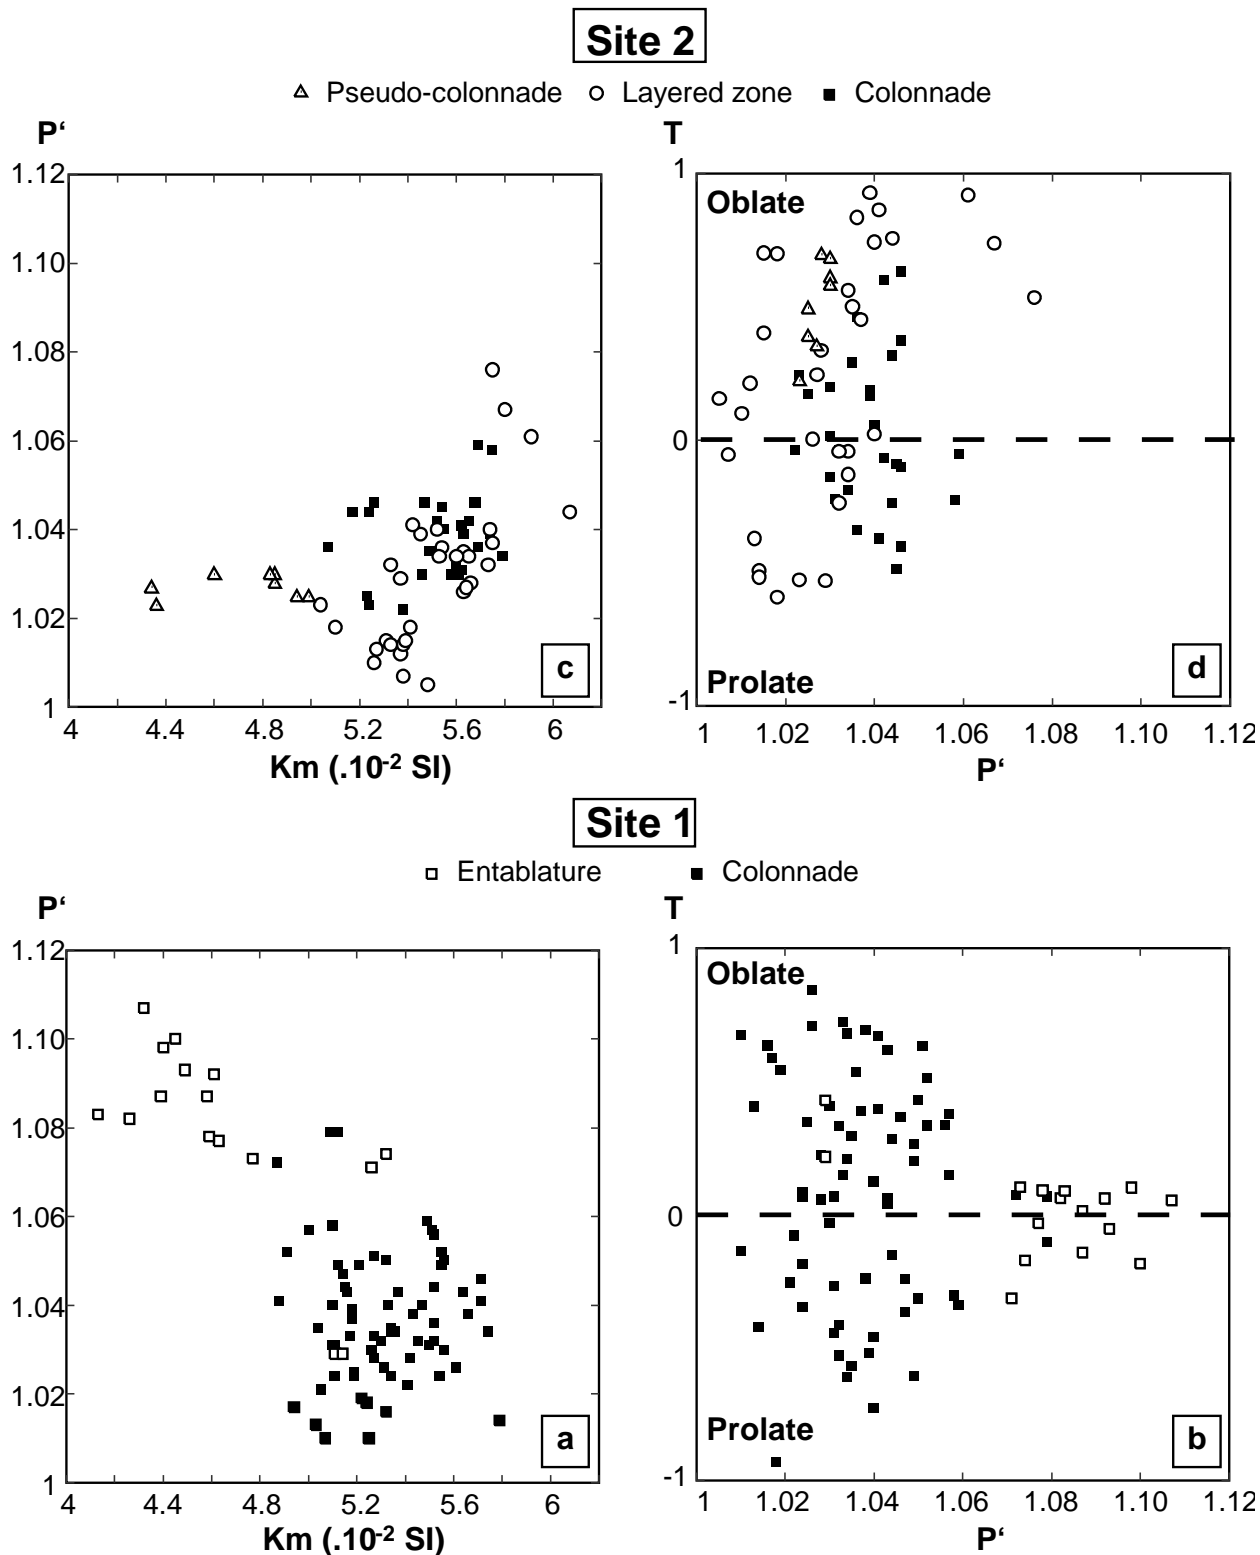 Site 2
Pseudo-colonnade Layered zone Colonnade
P‘ T
1.12
1.10
1.08
1.06
1.04
1.02
1
4 4.4 4.8 5.2 5.6 6
Km (.10-2 SI)
c
1
0
-1
Oblate
Prolate
1 1.02 1.04 1.06 1.08 1.10 1.12
P‘
d
Site 1
Entablature Colonnade
P‘ T
1.12
1.10
1.08
1.06
1.04
1.02
1
4 4.4 4.8 5.2 5.6 6
Km (.10-2 SI)
a
1
0
-1
Oblate
Prolate
1 1.02 1.04 1.06 1.08 1.10 1.12
P‘
b